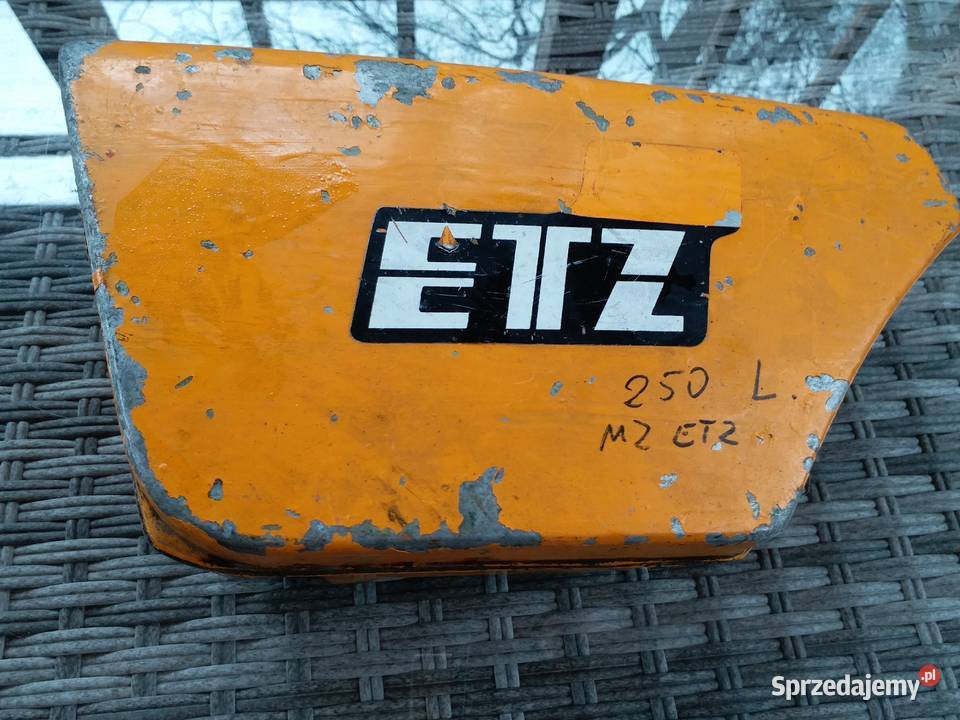 ETZ
250 L.
MZ ETZ
Sprzedajemy.pl